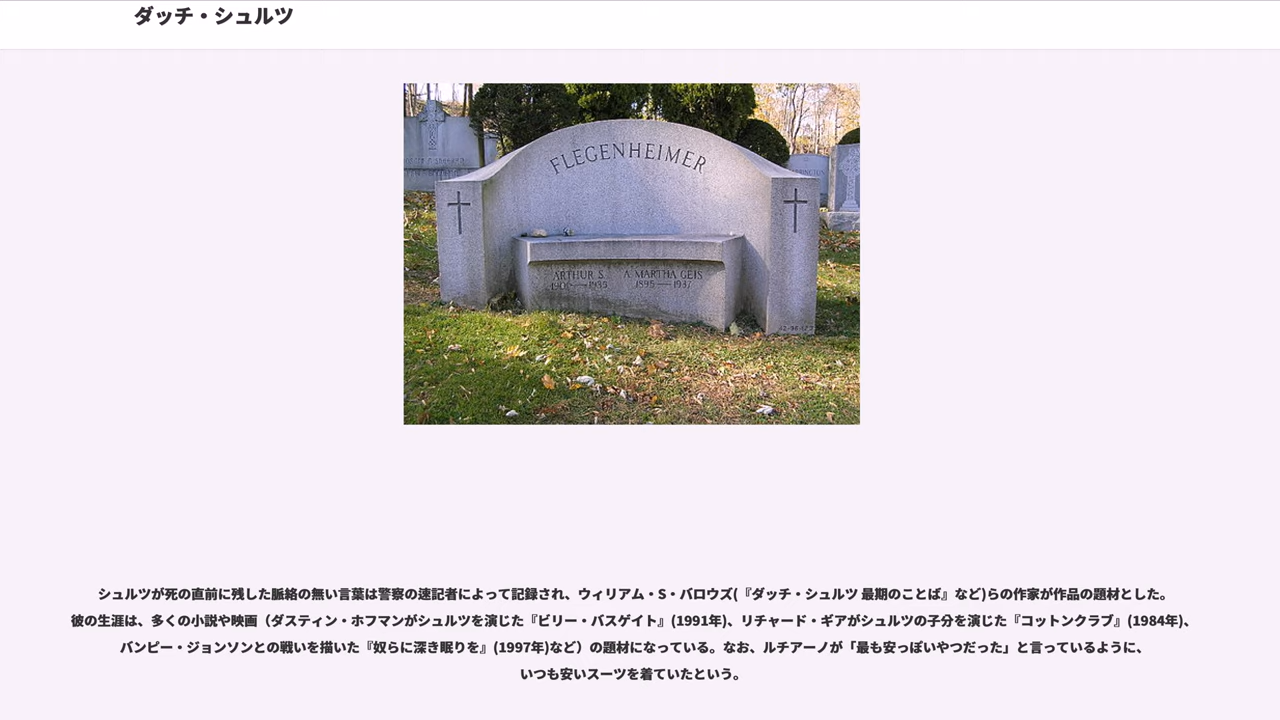 ダッチ・シュルツ
FLEGENHEIMER
ARTHUR S. A. MARTHA GEIS
1901—1935 1895—1937
シュルツが死の直前に残した脈絡の無い言葉は警察の速記者によって記録され、ウィリアム・S・バロウズ(『ダッチ・シュルツ 最期のことば』など)らの作家が作品の題材とした。
彼の生涯は、多くの小説や映画（ダスティン・ホフマンがシュルツを演じた『ビリー・バスゲイト』(1991年)、リチャード・ギアがシュルツの子分を演じた『コットンクラブ』(1984年)、
バンピー・ジョンソンとの戦いを描いた『奴らに深き眠りを』(1997年)など）の題材になっている。なお、ルチアーノが「最も安っぽいやつだった」と言っているように、
いつも安いスーツを着ていたという。